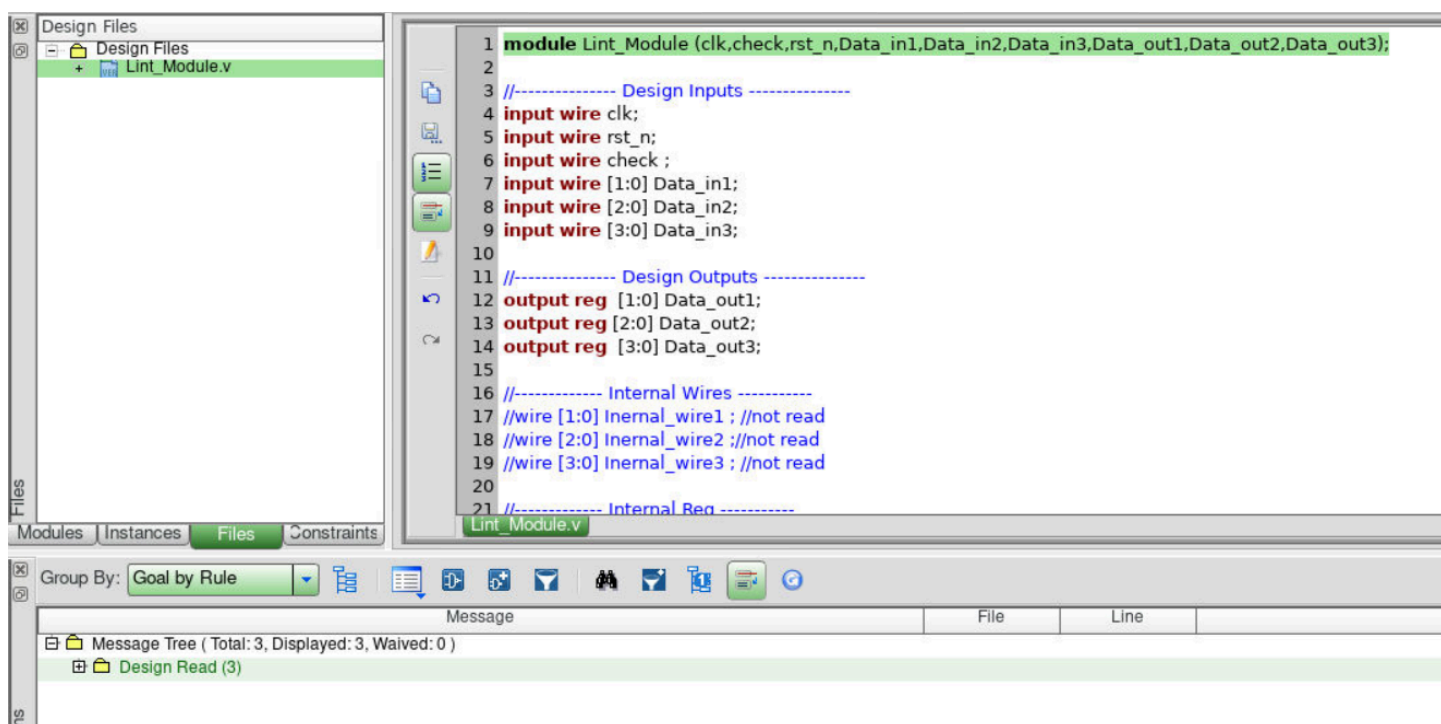 Design Files
Design Files
Lint_Module.v
Files
Modules Instances Files Constraints
1 module Lint_Module (clk,check,rst_n,Data_in1,Data_in2,Data_in3,Data_out1,Data_out2,Data_out3);
2
3 //--------------- Design Inputs ---------------
4 input wire clk;
5 input wire rst_n;
6 input wire check ;
7 input wire [1:0] Data_in1;
8 input wire [2:0] Data_in2;
9 input wire [3:0] Data_in3;
10
11 //--------------- Design Outputs ---------------
12 output reg  [1:0] Data_out1;
13 output reg [2:0] Data_out2;
14 output reg  [3:0] Data_out3;
15
16 //------------- Internal Wires -----------
17 //wire [1:0] Inernal_wire1 ; //not read
18 //wire [2:0] Inernal_wire2 ;//not read
19 //wire [3:0] Inernal_wire3 ; //not read
20
21 //------------- Internal Reg -----------
Lint_Module.v
Group By: Goal by Rule
Message File Line
Message Tree ( Total: 3, Displayed: 3, Waived: 0 )
Design Read (3)